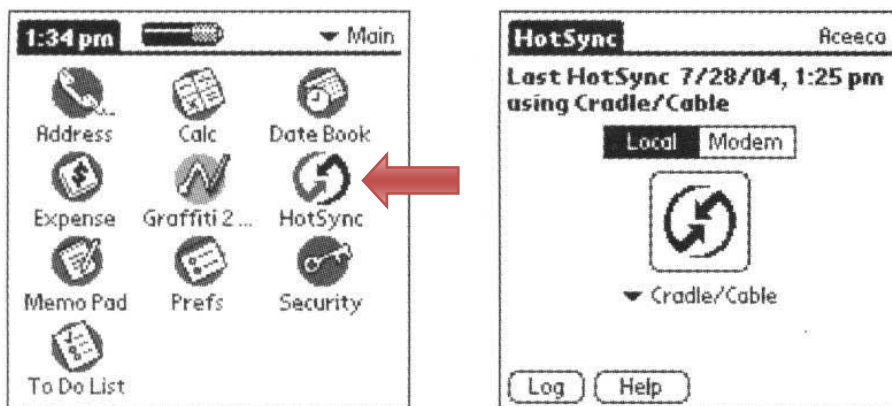 1:34 pm
Main
Address
Calc
Date Book
Expense
Graffiti 2 ...
HotSync
Memo Pad
Prefs
Security
To Do List
HotSync
Aceeca
Last HotSync 7/28/04, 1:25 pm
using Cradle/Cable
Local
Modem
Cradle/Cable
Log
Help